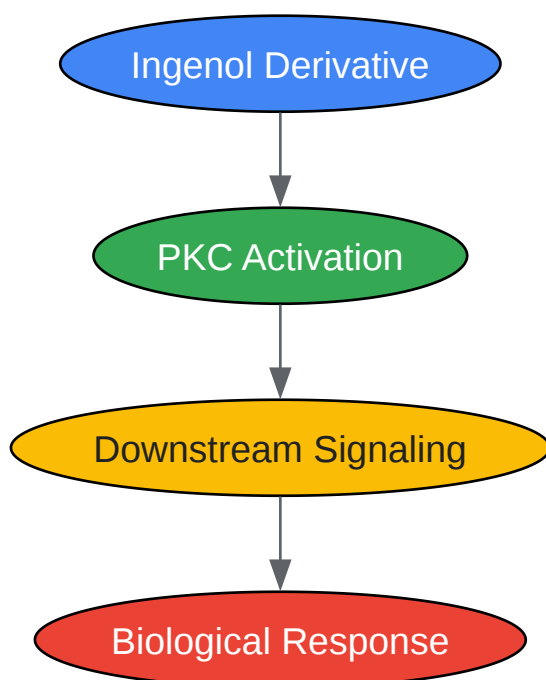 Ingenol Derivative
PKC Activation
Downstream Signaling
Biological Response